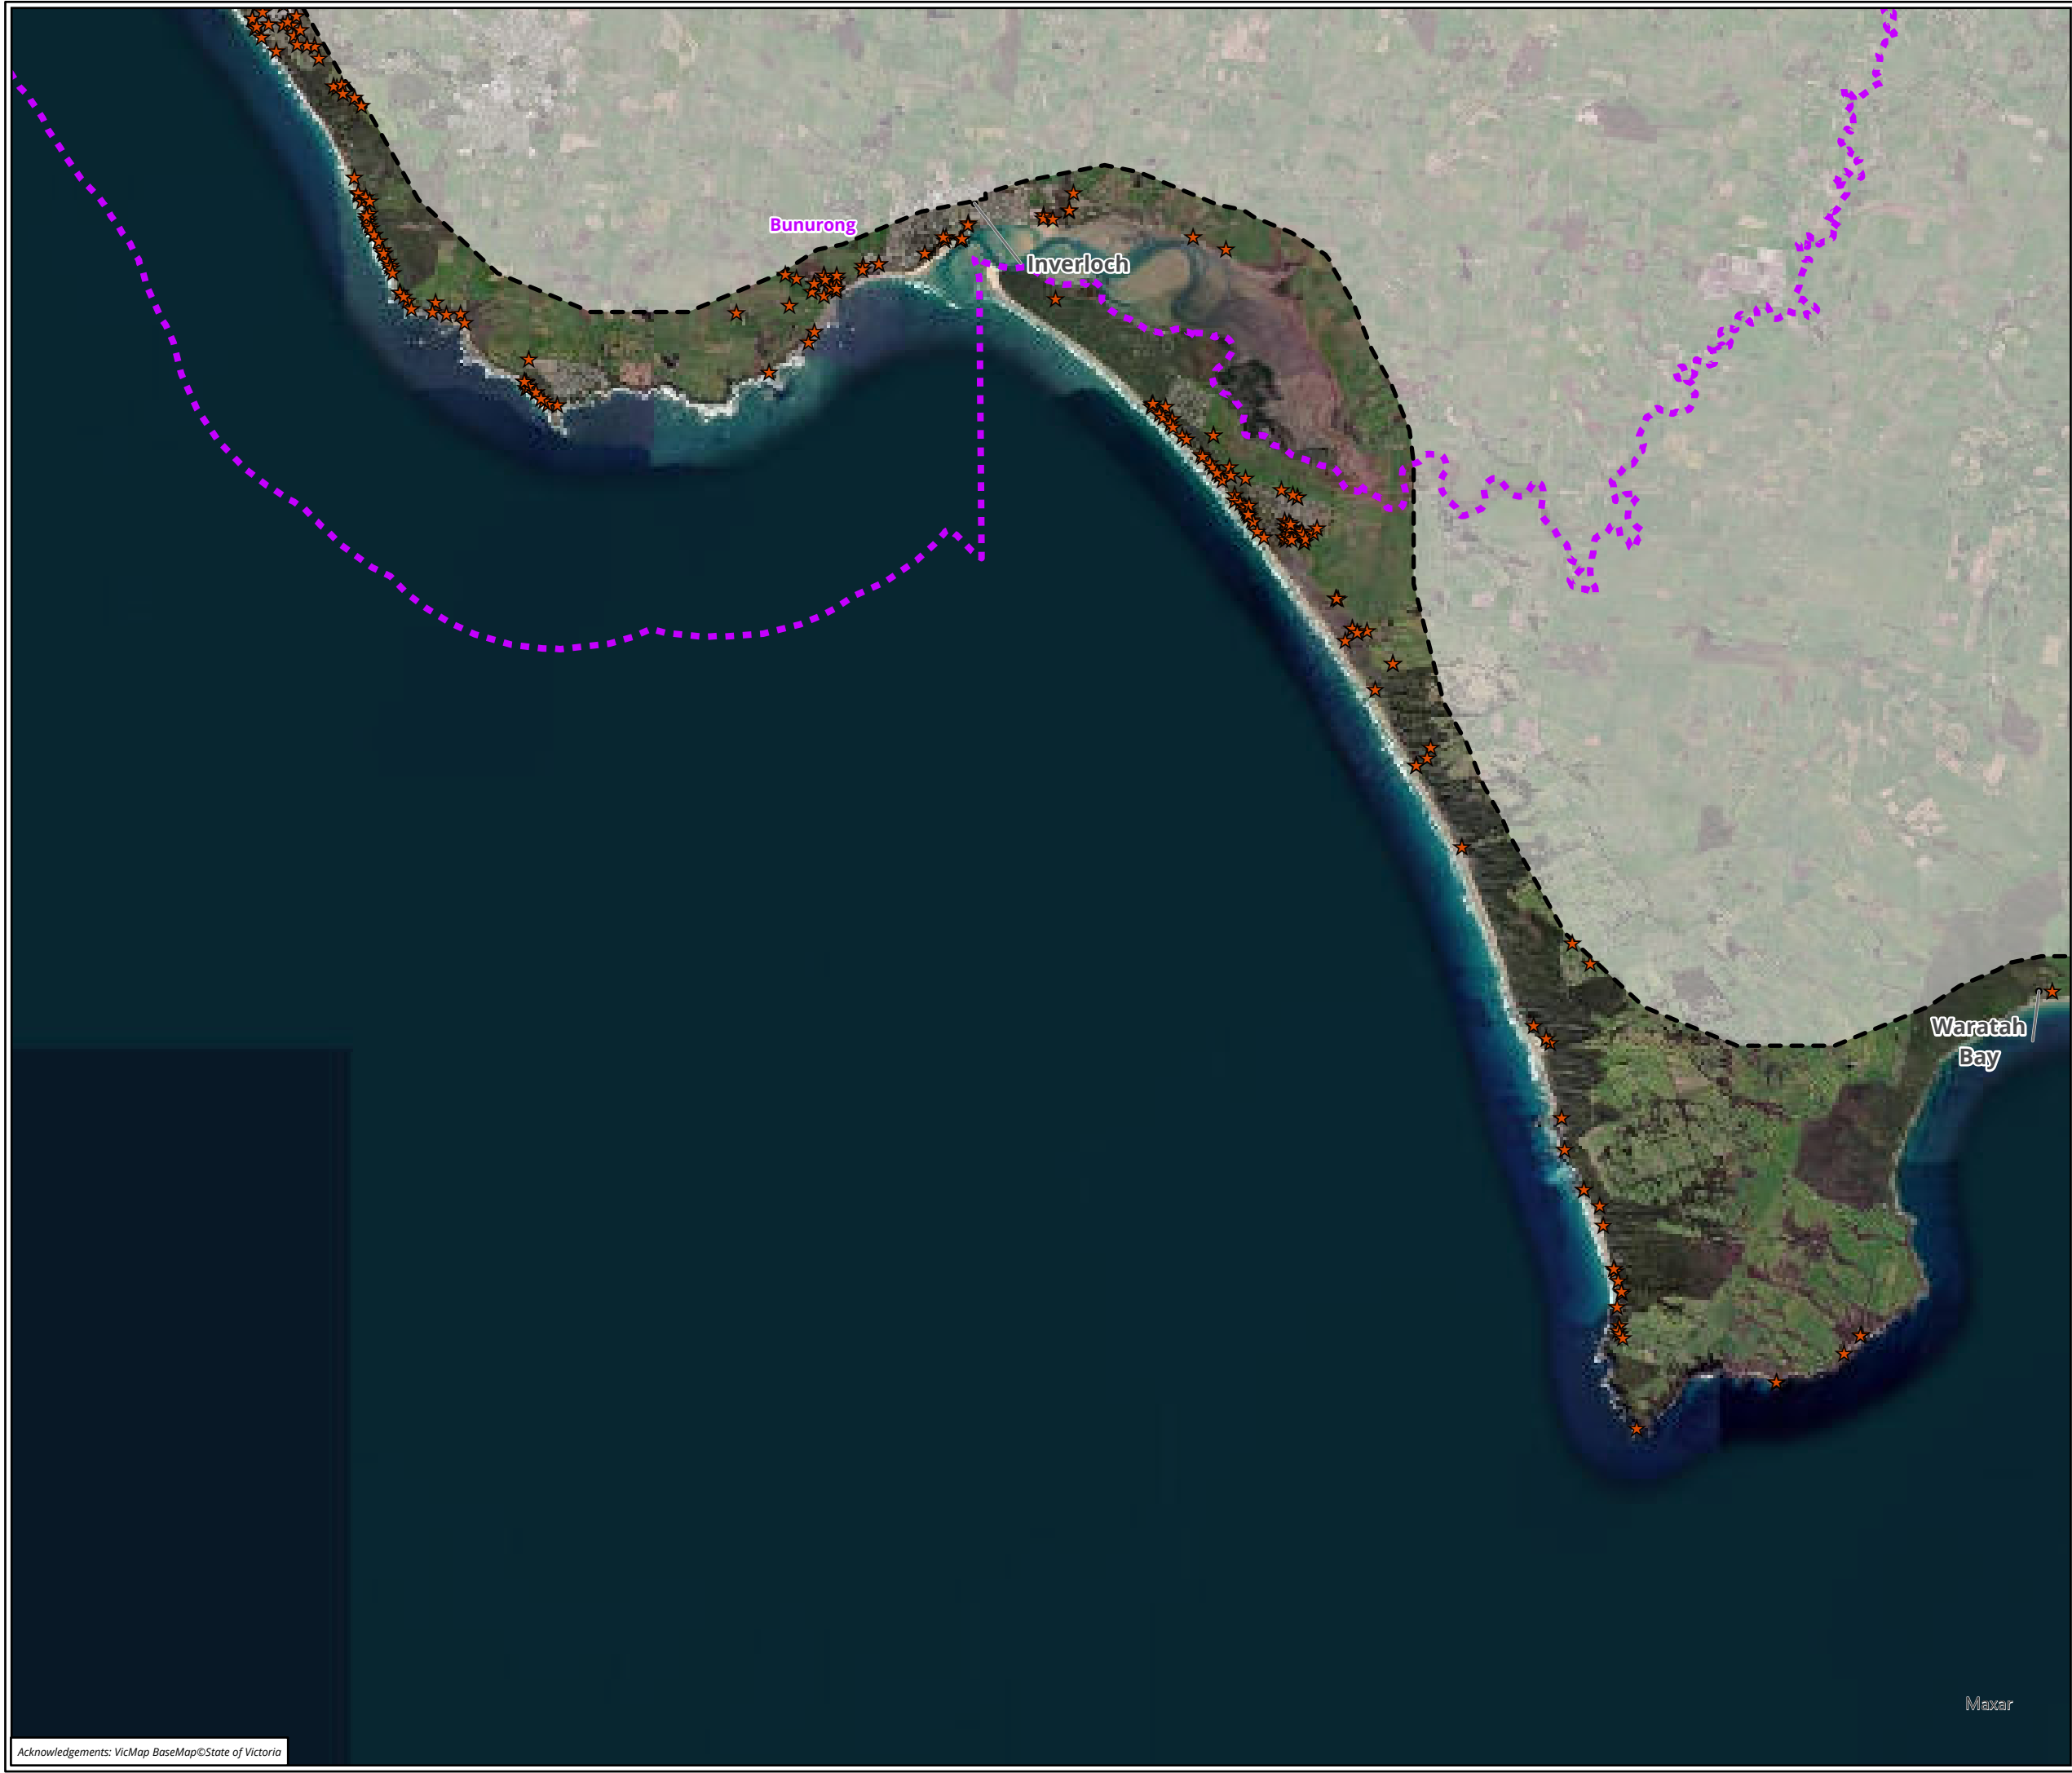 Bunurong
Inverloch
Waratah
Bay
Maxar
Acknowledgements: VicMap BaseMap©State of Victoria